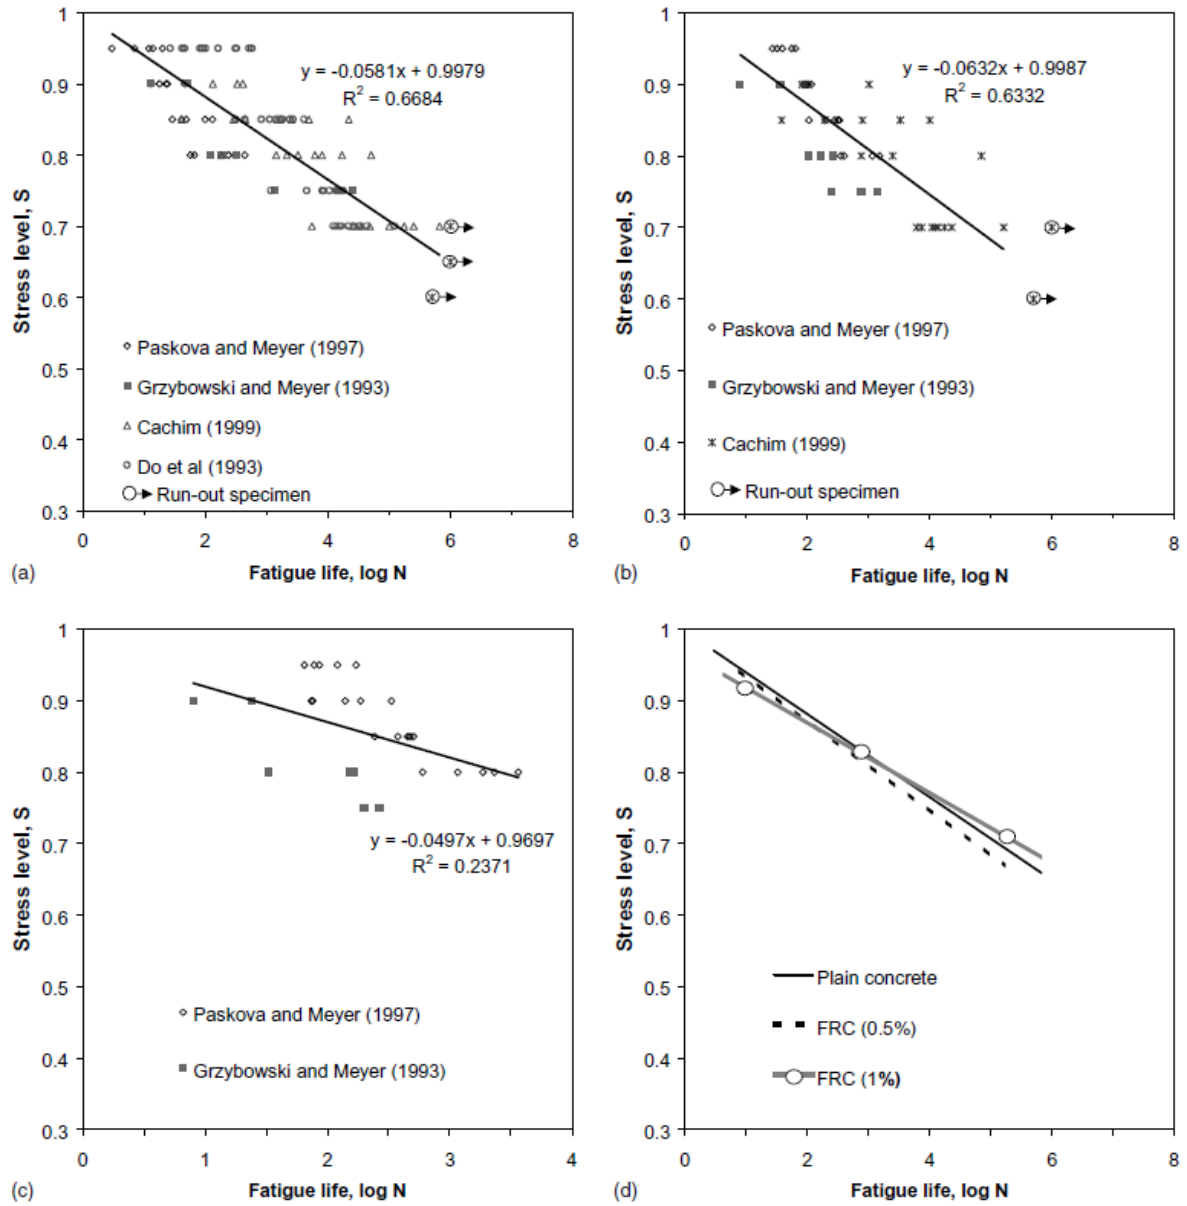 1
0.9
0.8
0.7
0.6
0.5
0.4
0.3
Stress level, S
y = -0.0581x + 0.9979
R² = 0.6684
Paskova and Meyer (1997)
Grzybowski and Meyer (1993)
Cachim (1999)
Do et al (1993)
Run-out specimen
0 2 4 6 8
(a)
Fatigue life, log N
1
0.9
0.8
0.7
0.6
0.5
0.4
0.3
Stress level, S
y = -0.0632x + 0.9987
R² = 0.6332
Paskova and Meyer (1997)
Grzybowski and Meyer (1993)
Cachim (1999)
Run-out specimen
0 2 4 6 8
(b)
Fatigue life, log N
1
0.9
0.8
0.7
0.6
0.5
0.4
0.3
Stress level, S
y = -0.0497x + 0.9697
R² = 0.2371
Paskova and Meyer (1997)
Grzybowski and Meyer (1993)
0 1 2 3 4
(c)
Fatigue life, log N
1
0.9
0.8
0.7
0.6
0.5
0.4
0.3
Stress level, S
Plain concrete
FRC (0.5%)
FRC (1%)
0 2 4 6 8
(d)
Fatigue life, log N